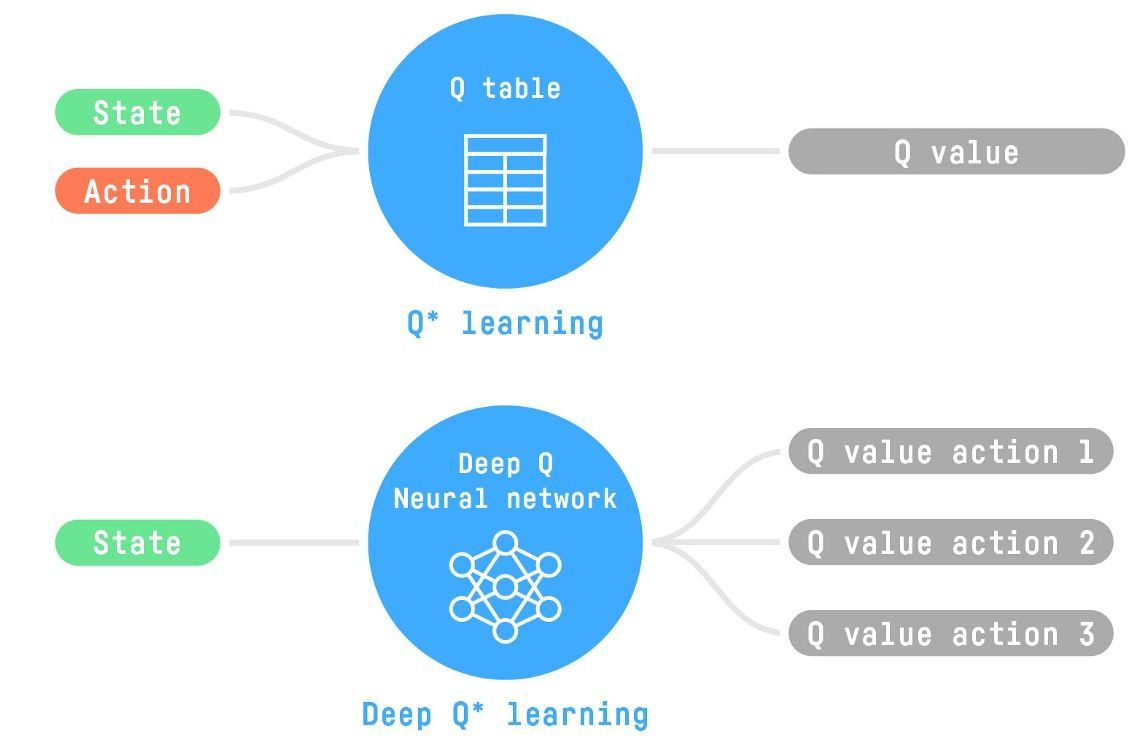 Q table
State
Action
Q value
Q* learning
Deep Q
Neural network
State
Q value action 1
Q value action 2
Q value action 3
Deep Q* learning